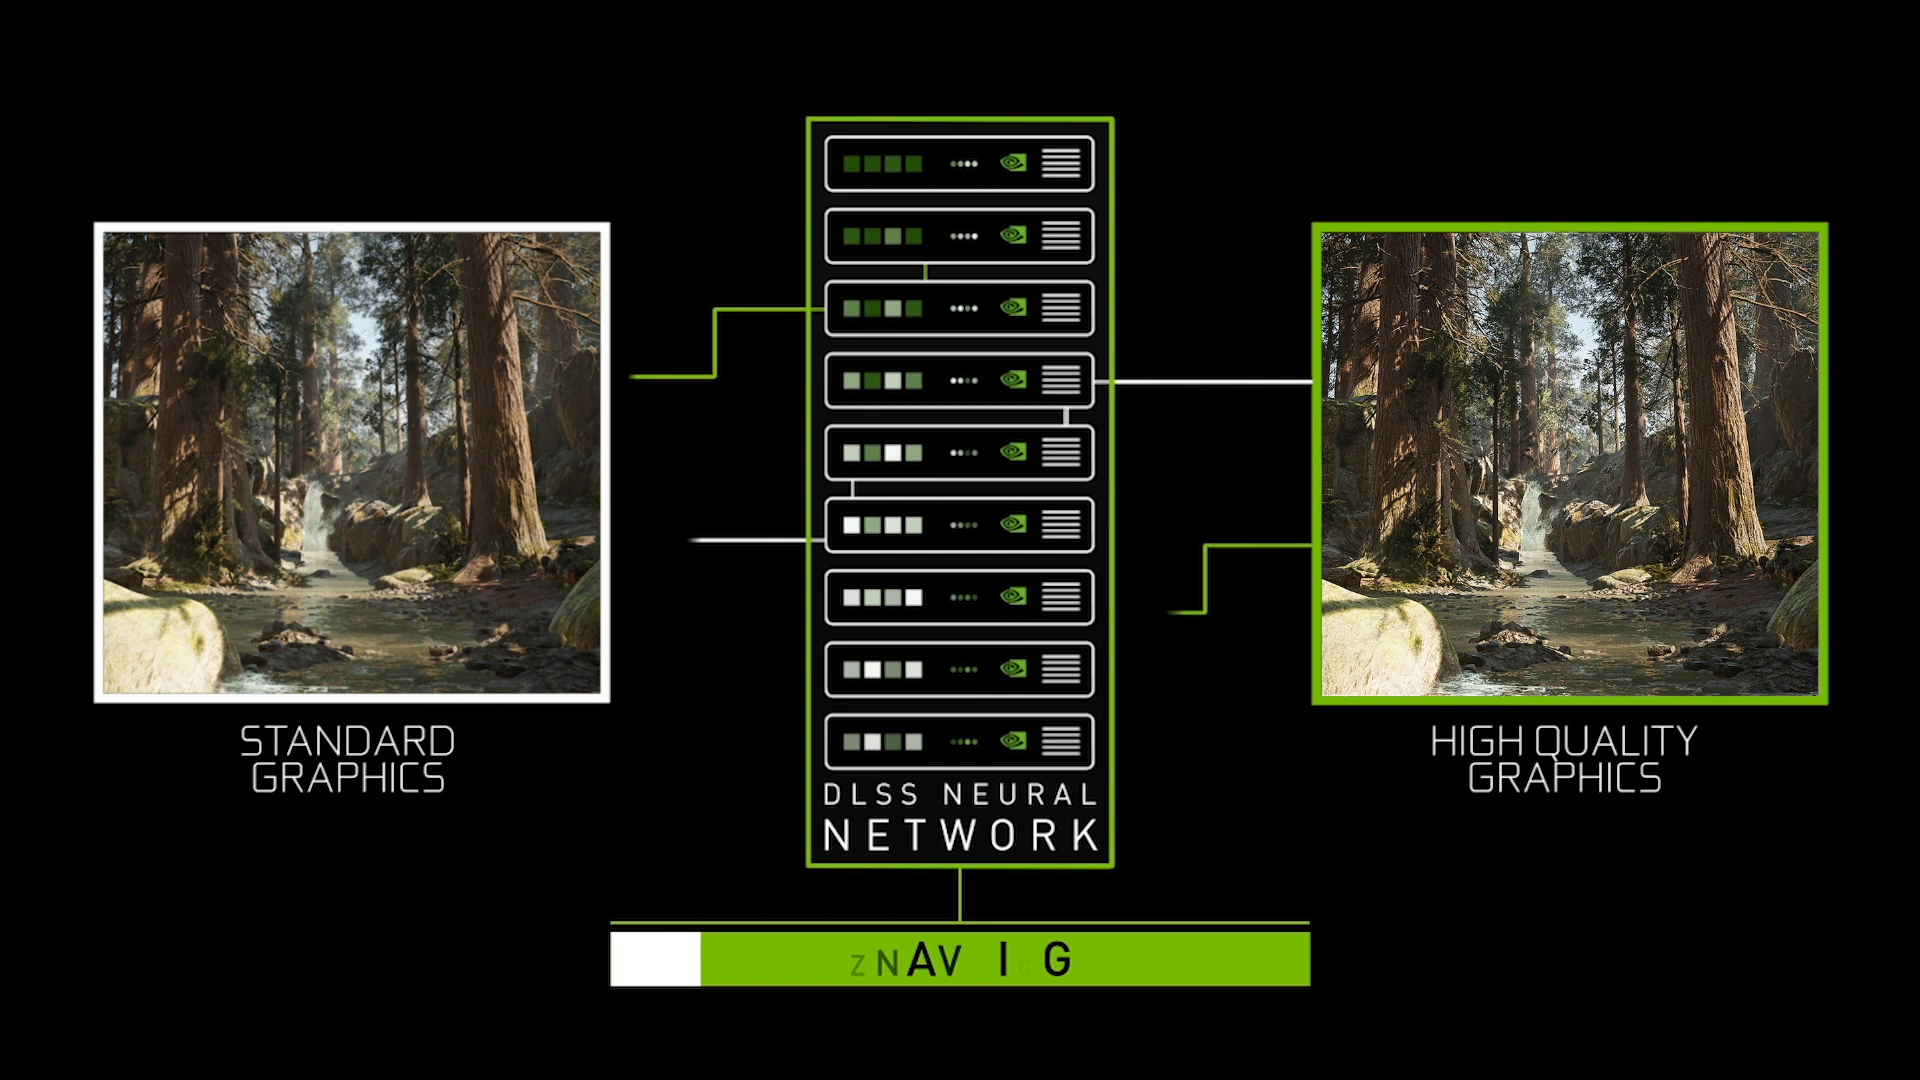 STANDARD
GRAPHICS
DLSS NEURAL
NETWORK
HIGH QUALITY
GRAPHICS